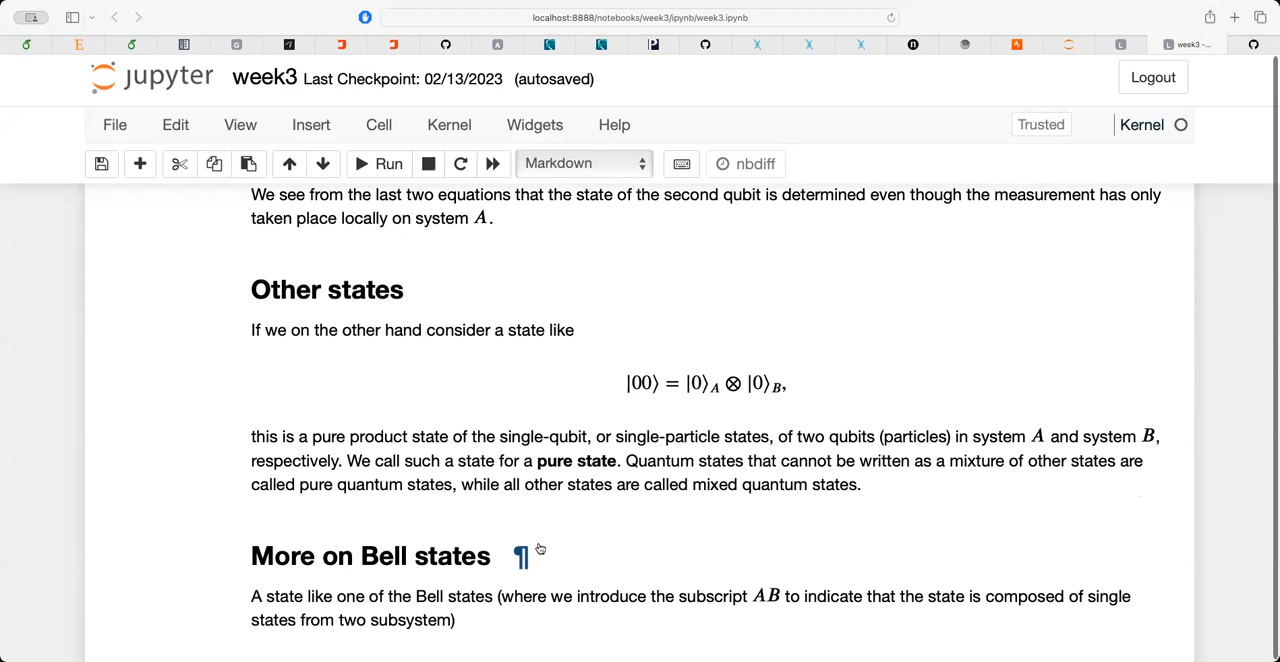 localhost:8888/notebooks/week3/ipynb/week3.ipynb
week3 -...
jupyter week3 Last Checkpoint: 02/13/2023 (autosaved)
Logout
File Edit View Insert Cell Kernel Widgets Help
Trusted
Kernel
Run
Markdown
nbdiff
We see from the last two equations that the state of the second qubit is determined even though the measurement has only
taken place locally on system A.
Other states
If we on the other hand consider a state like
|00⟩ = |0⟩_A ⊗ |0⟩_B,
this is a pure product state of the single-qubit, or single-particle states, of two qubits (particles) in system A and system B,
respectively. We call such a state for a pure state. Quantum states that cannot be written as a mixture of other states are
called pure quantum states, while all other states are called mixed quantum states.
More on Bell states ¶
A state like one of the Bell states (where we introduce the subscript AB to indicate that the state is composed of single
states from two subsystem)